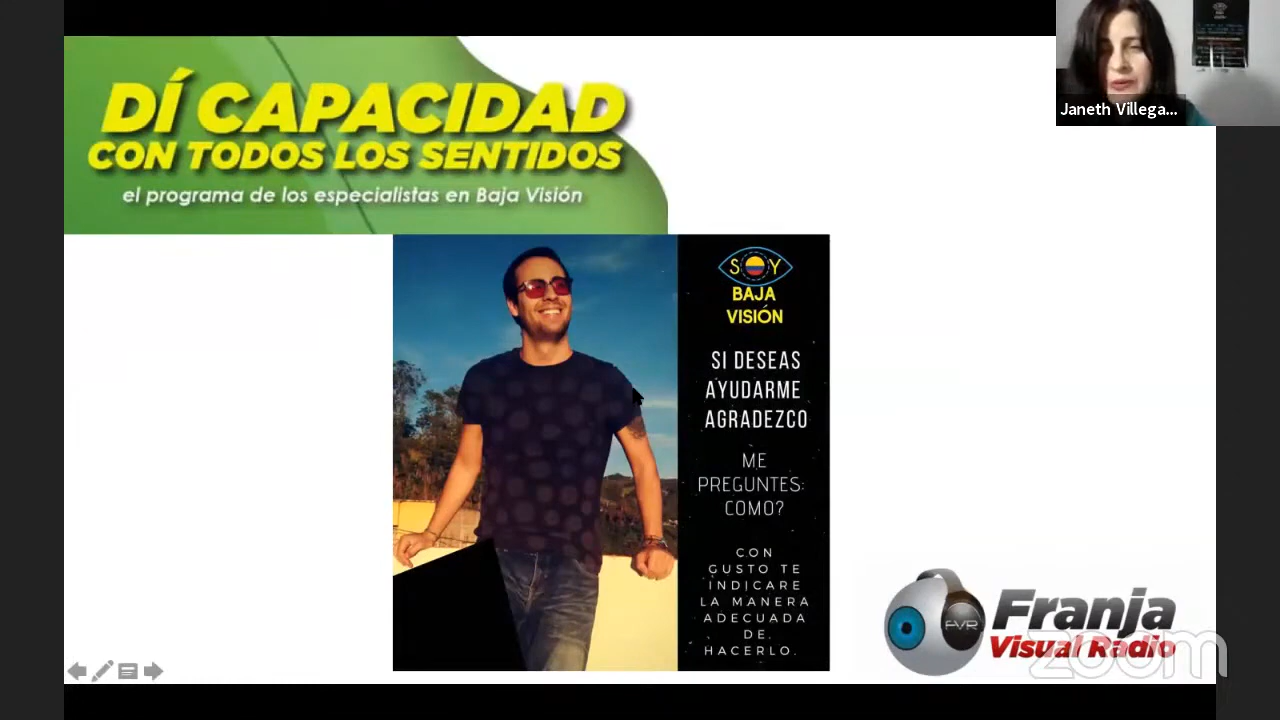 DÍ CAPACIDAD
CON TODOS LOS SENTIDOS
el programa de los especialistas en Baja Visión
Janeth Villega...
SOY
BAJA
VISIÓN
SI DESEAS
AYUDARME
AGRADEZCO
ME
PREGUNTES:
COMO?
CON
GUSTO TE
INDICARE
LA MANERA
ADECUADA
DE.
HACERLO.
FVR
Franja
Visual Radio
zoom